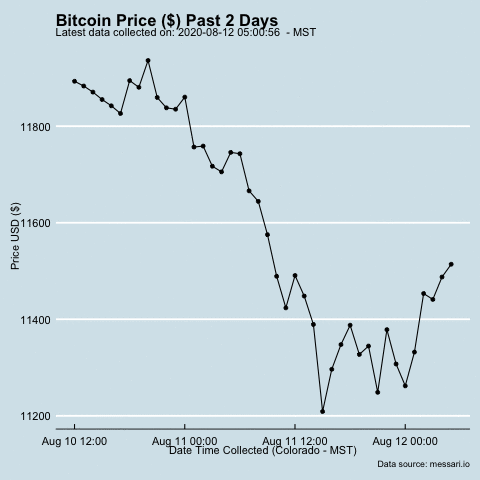 Bitcoin Price ($) Past 2 Days
Latest data collected on: 2020-08-12 05:00:56  - MST
11800
11600
11400
11200
Price USD ($)
Aug 10 12:00
Aug 11 00:00
Aug 11 12:00
Aug 12 00:00
Date Time Collected (Colorado - MST)
Data source: messari.io